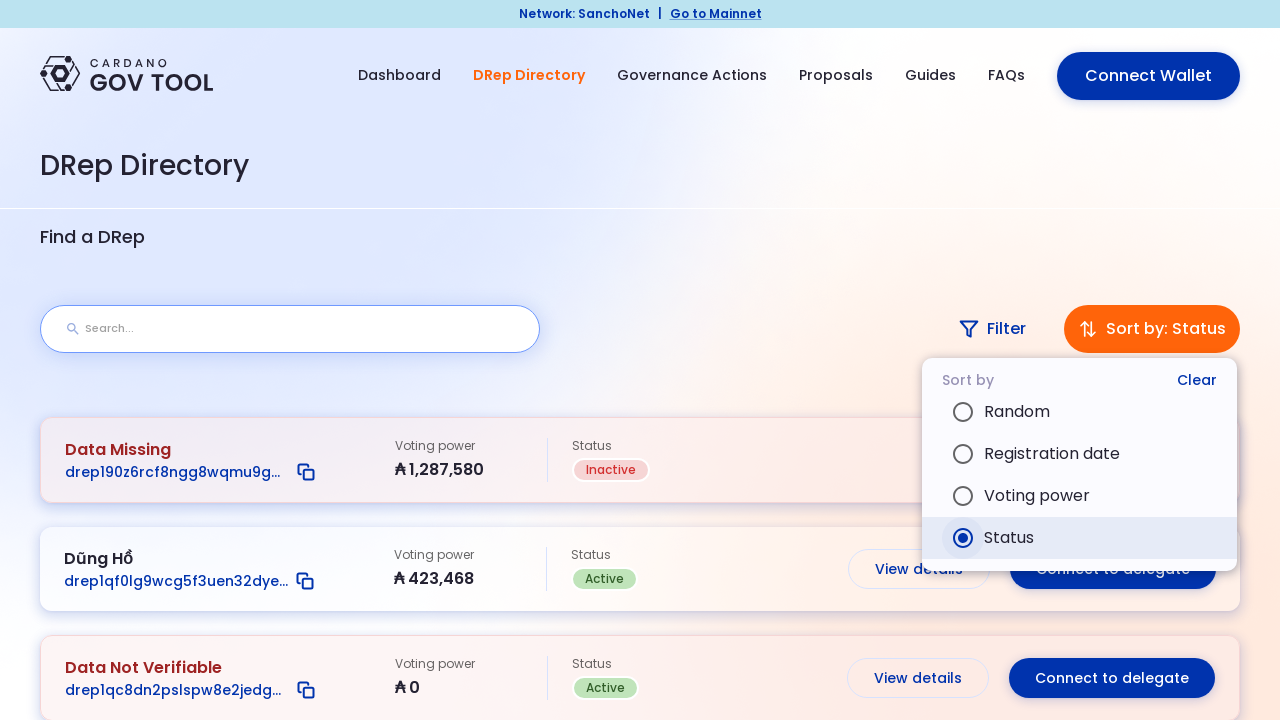 Network: SanchoNet | Go to Mainnet
CARDANO
GOV TOOL
Dashboard
DRep Directory
Governance Actions
Proposals
Guides
FAQs
Connect Wallet
DRep Directory
Find a DRep
Search...
Filter
Sort by: Status
Sort by
Clear
Random
Registration date
Voting power
Status
Data Missing
drep190z6rcf8ngg8wqmu9g...
Voting power
₳ 1,287,580
Status
Inactive
Dũng Hồ
drep1qf0lg9wcg5f3uen32dye...
Voting power
₳ 423,468
Status
Active
View details
Connect to delegate
Data Not Verifiable
drep1qc8dn2pslspw8e2jedg...
Voting power
₳ 0
Status
Active
View details
Connect to delegate